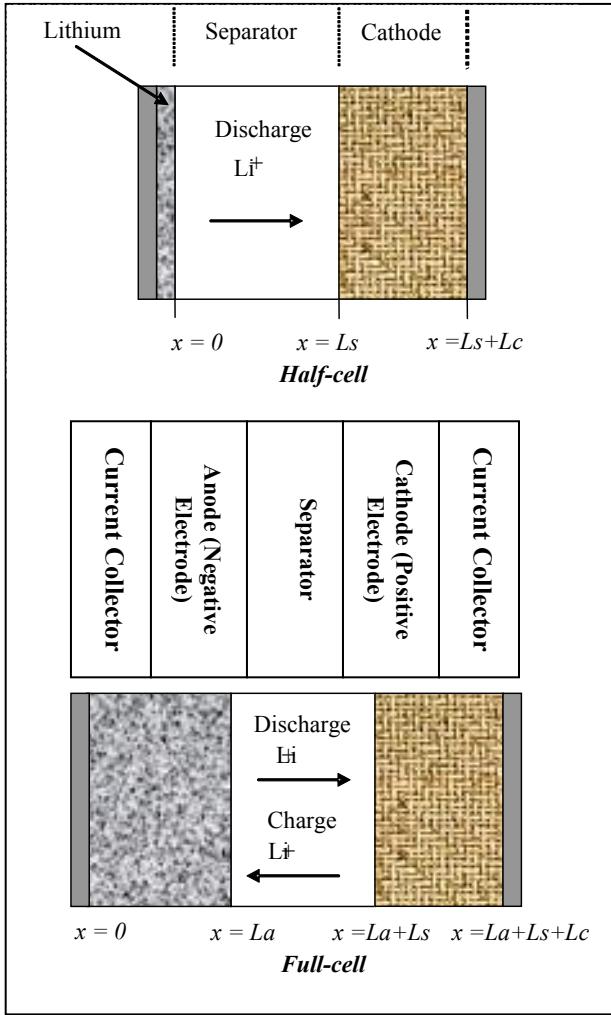 Lithium Separator Cathode
Discharge
Li+
x = 0 x = Ls x =Ls+Lc
Half-cell
Current Collector
Anode (Negative
Electrode)
Separator
Cathode (Positive
Electrode)
Current Collector
Discharge
Li+
Charge
Li+
x = 0 x = La x=La+Ls x=La+Ls+Lc
Full-cell